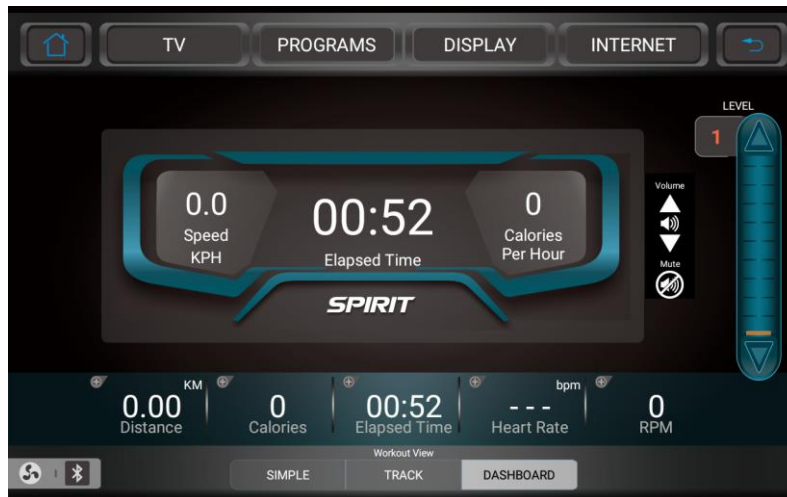 TV
PROGRAMS
DISPLAY
INTERNET
LEVEL
1
0.0
Speed
KPH
00:52
Elapsed Time
0
Calories
Per Hour
SPIRIT
Volume
Mute
KM
0.00
Distance
0
Calories
00:52
Elapsed Time
bpm
- - -
Heart Rate
0
RPM
Workout View
SIMPLE
TRACK
DASHBOARD